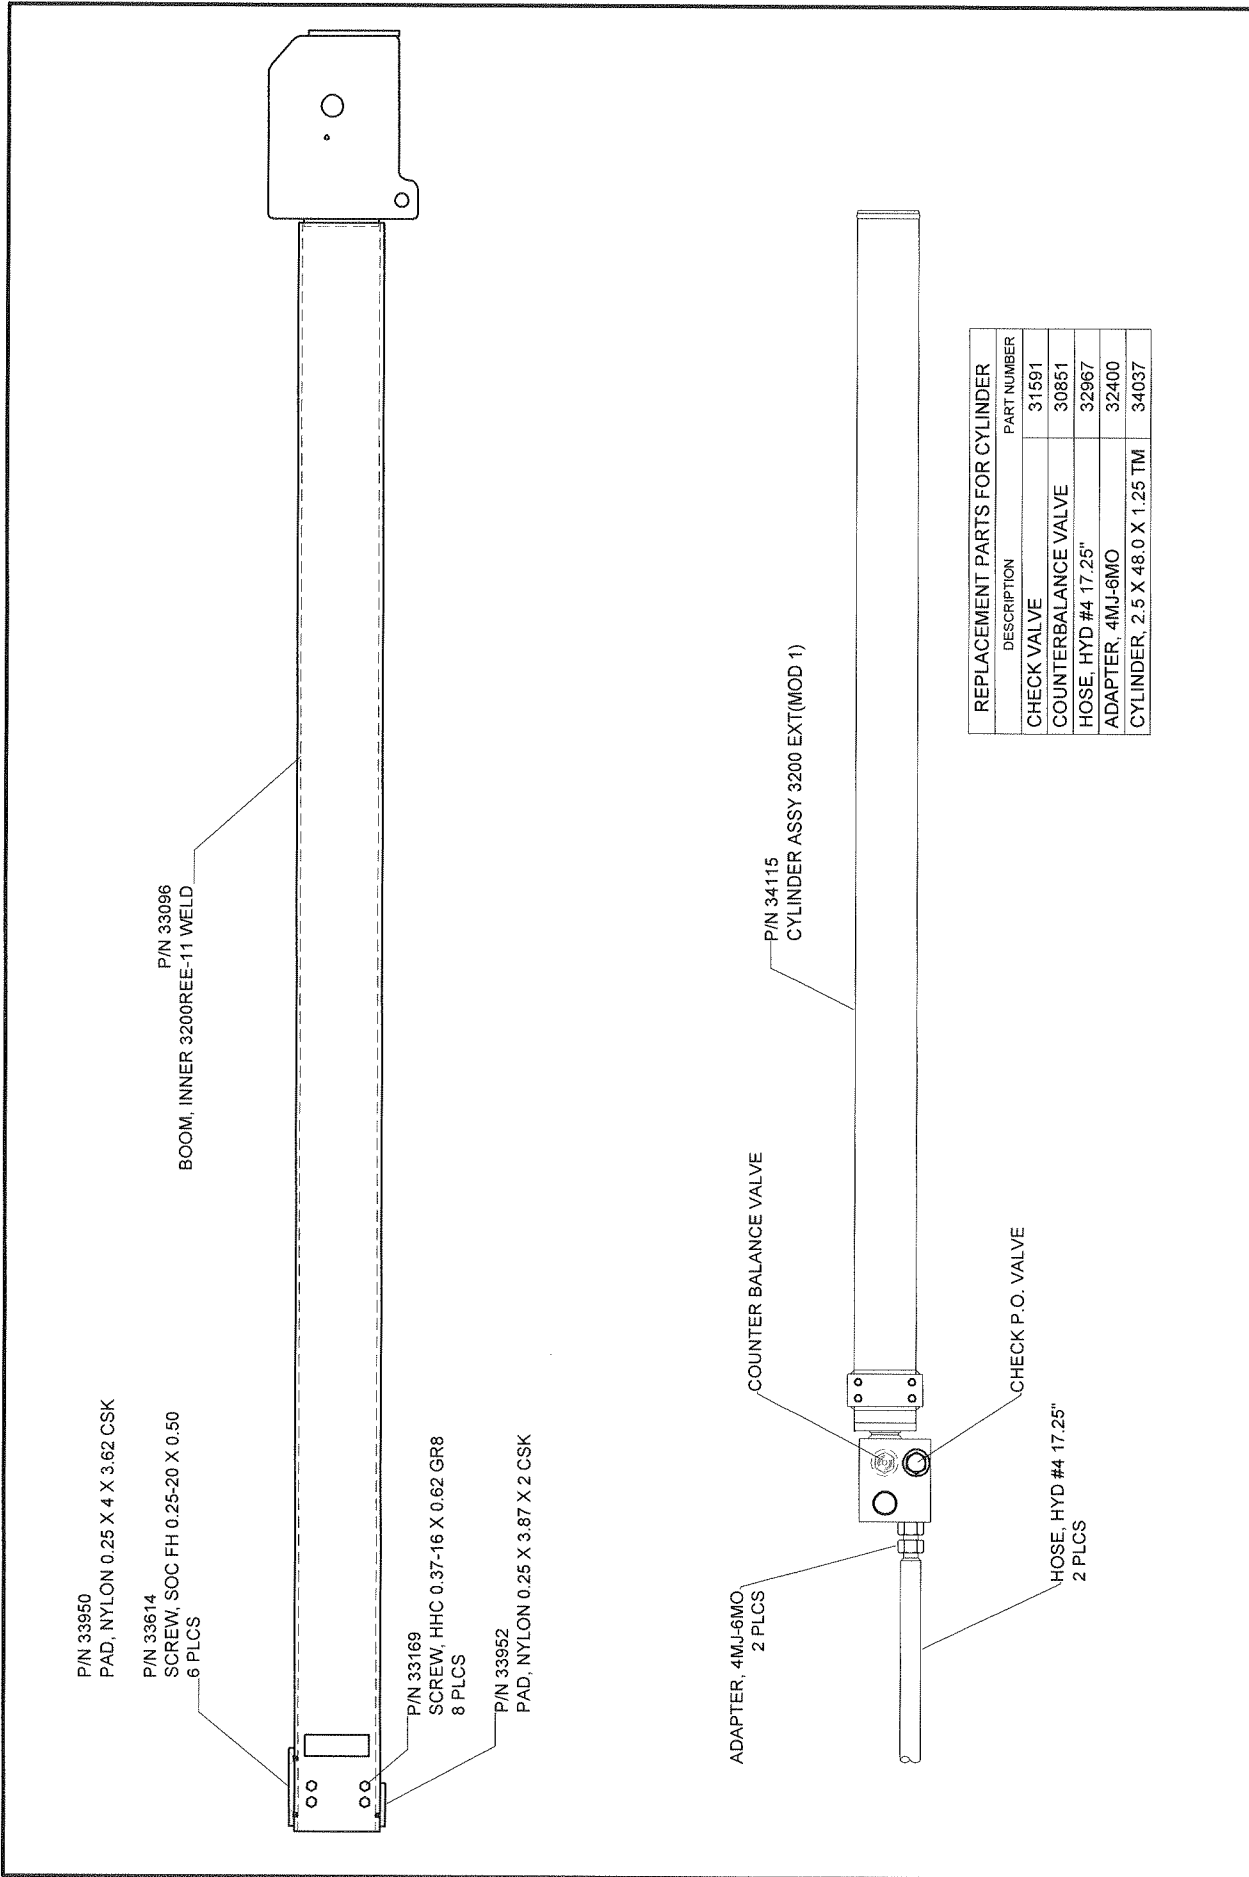 P/N 33950
PAD, NYLON 0.25 X 4 X 3.62 CSK
P/N 33614
SCREW, SOC FH 0.25-20 X 0.50
6 PLCS
P/N 33096
BOOM, INNER 3200REE-11 WELD
P/N 33169
SCREW, HHC 0.37-16 X 0.62 GR8
8 PLCS
P/N 33952
PAD, NYLON 0.25 X 3.87 X 2 CSK
ADAPTER, 4MJ-6MO
2 PLCS
COUNTER BALANCE VALVE
P/N 34115
CYLINDER ASSY 3200 EXT(MOD 1)
CHECK P.O. VALVE
HOSE, HYD #4 17.25"
2 PLCS
REPLACEMENT PARTS FOR CYLINDER
DESCRIPTION PART NUMBER
CHECK VALVE 31591
COUNTERBALANCE VALVE 30851
HOSE, HYD #4 17.25" 32967
ADAPTER, 4MJ-6MO 32400
CYLINDER, 2.5 X 48.0 X 1.25 TM 34037